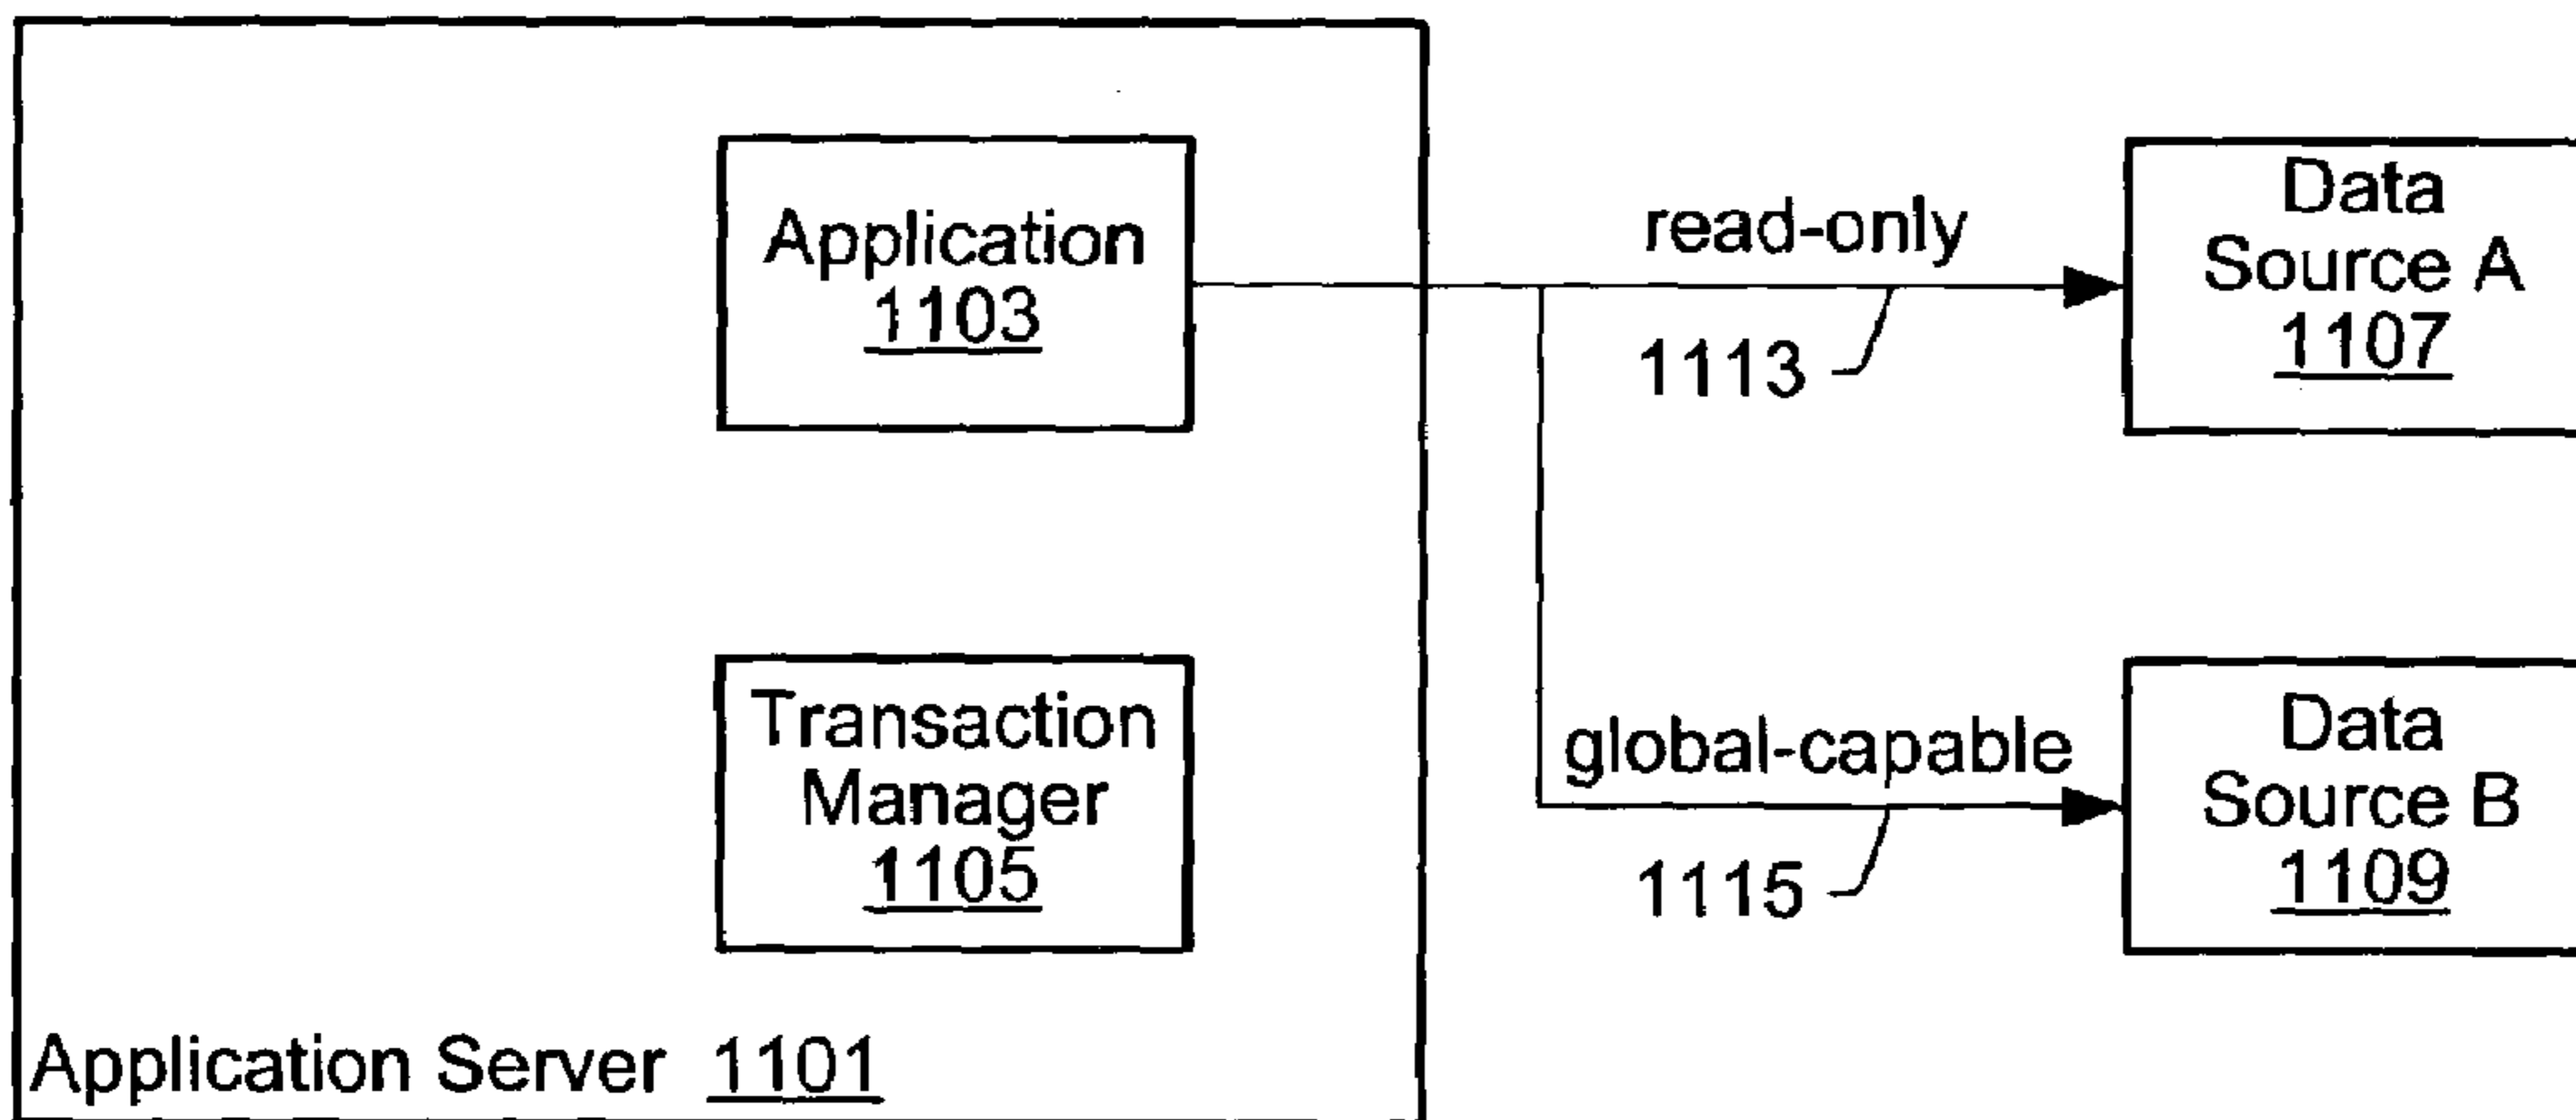 Application
1103
read-only
1113
Data
Source A
1107
Transaction
Manager
1105
global-capable
1115
Data
Source B
1109
Application Server 1101